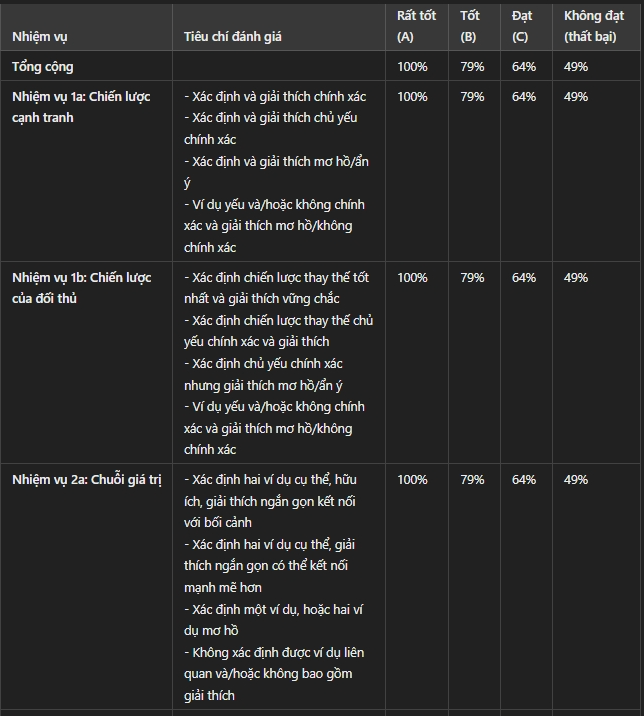 Nhiệm vụ Tiêu chí đánh giá Rất tốt (A) Tốt (B) Đạt (C) Không đạt (thất bại)
Tổng cộng 100% 79% 64% 49%
Nhiệm vụ 1a: Chiến lược cạnh tranh
- Xác định và giải thích chính xác
- Xác định và giải thích chủ yếu
chính xác
- Xác định và giải thích mơ hồ/ẩn
ý
- Ví dụ yếu và/hoặc không chính
xác và giải thích mơ hồ/không
chính xác
100% 79% 64% 49%
Nhiệm vụ 1b: Chiến lược của đối thủ
- Xác định chiến lược thay thế tốt
nhất và giải thích vững chắc
- Xác định chiến lược thay thế chủ
yếu chính xác và giải thích
- Xác định chủ yếu chính xác
nhưng giải thích mơ hồ/ẩn ý
- Ví dụ yếu và/hoặc không chính
xác và giải thích mơ hồ/không
chính xác
100% 79% 64% 49%
Nhiệm vụ 2a: Chuỗi giá trị
- Xác định hai ví dụ cụ thể, hữu
ích, giải thích ngắn gọn kết nối
với bối cảnh
- Xác định hai ví dụ cụ thể, giải
thích ngắn gọn có thể kết nối
mạnh mẽ hơn
- Xác định một ví dụ, hoặc hai ví
dụ mơ hồ
- Không xác định được ví dụ liên
quan và/hoặc không bao gồm
giải thích
100% 79% 64% 49%